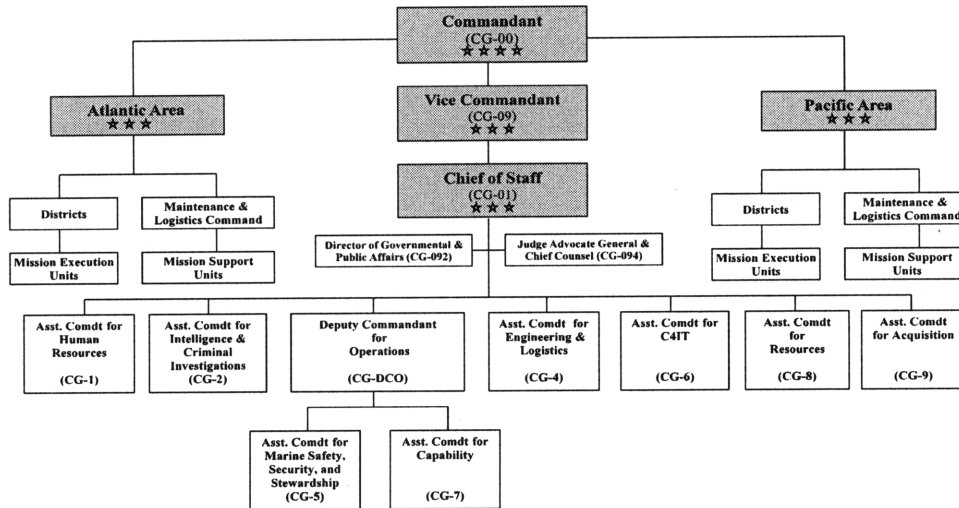 Commandant
(CG-00)
★ ★ ★ ★
Atlantic Area
★ ★ ★
Vice Commandant
(CG-09)
★ ★ ★
Pacific Area
★ ★ ★
Chief of Staff
(CG-01)
★ ★ ★
Districts
Maintenance &
Logistics Command
Mission Execution
Units
Mission Support
Units
Director of Governmental &
Public Affairs (CG-092)
Judge Advocate General &
Chief Counsel (CG-094)
Districts
Maintenance &
Logistics Command
Mission Execution
Units
Mission Support
Units
Asst. Comdt for
Human
Resources
(CG-1)
Asst. Comdt for
Intelligence &
Criminal
Investigations
(CG-2)
Deputy Commandant
for
Operations
(CG-DCO)
Asst. Comdt for
Engineering &
Logistics
(CG-4)
Asst. Comdt for
C4IT
(CG-6)
Asst. Comdt
for
Resources
(CG-8)
Asst. Comdt
for Acquisition
(CG-9)
Asst. Comdt for
Marine Safety,
Security, and
Stewardship
(CG-5)
Asst. Comdt for
Capability
(CG-7)